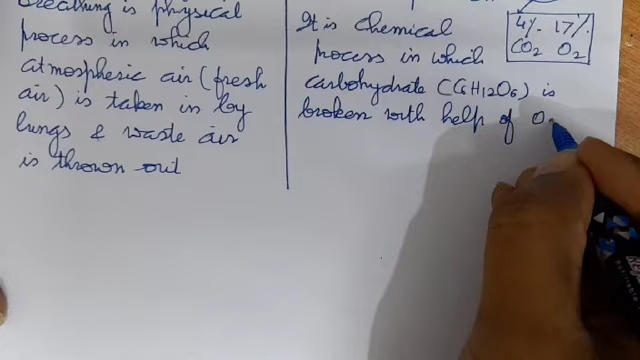 Breathing is physical
process in which
atmospheric air (fresh
air) is taken in by
lungs & waste air
is thrown out
It is chemical
process in which
carbohydrate (C6H12O6) is
broken with help of O
4%. 17%.
CO2 O2